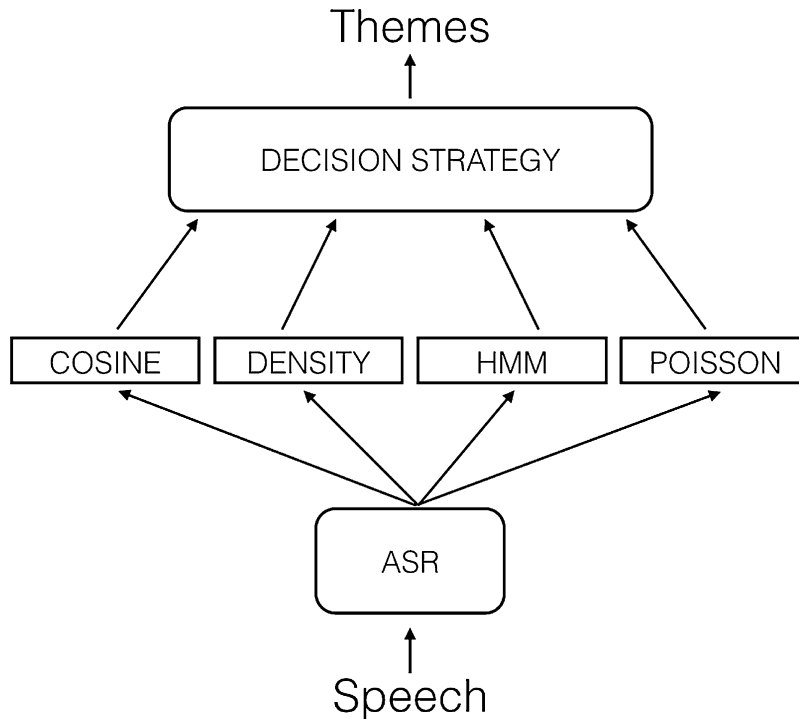 Themes
DECISION STRATEGY
COSINE
DENSITY
HMM
POISSON
ASR
Speech